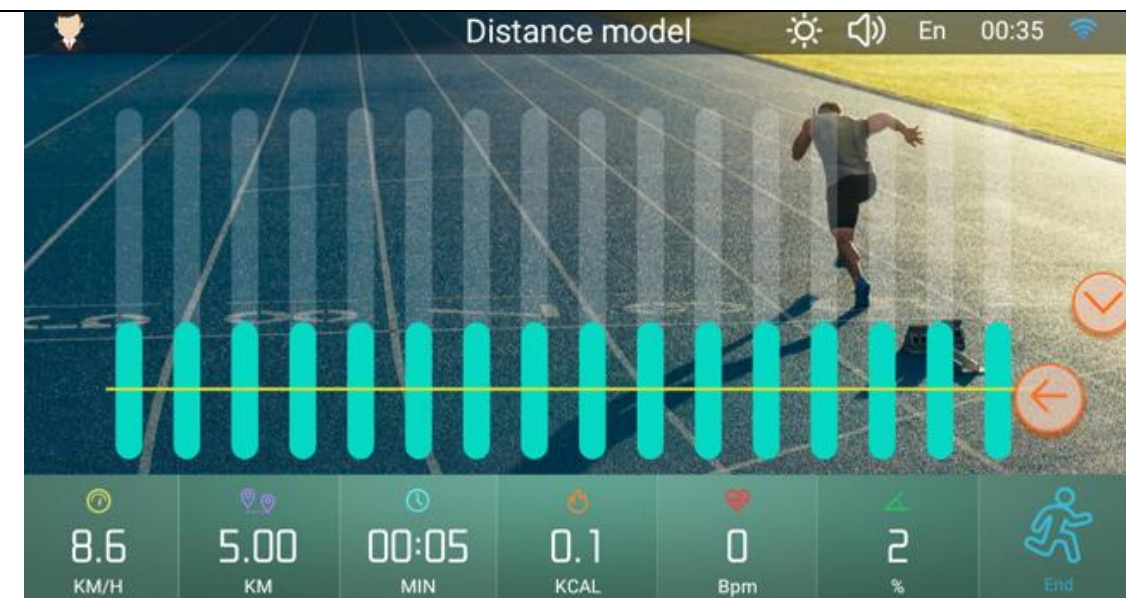 Distance model
En
00:35
8.6
5.00
00:05
0.1
0
2
KM/H
KM
MIN
KCAL
Bpm
%
End